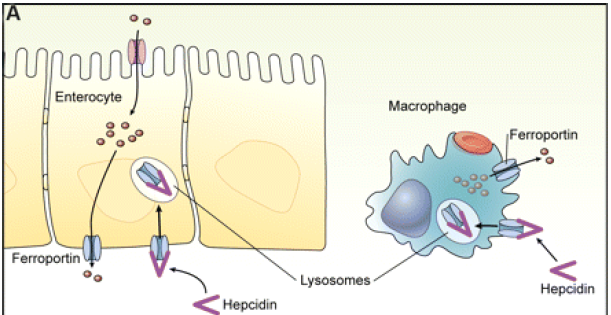 A
Enterocyte
Macrophage
Ferroportin
Ferroportin
Lysosomes
Hepcidin
Hepcidin